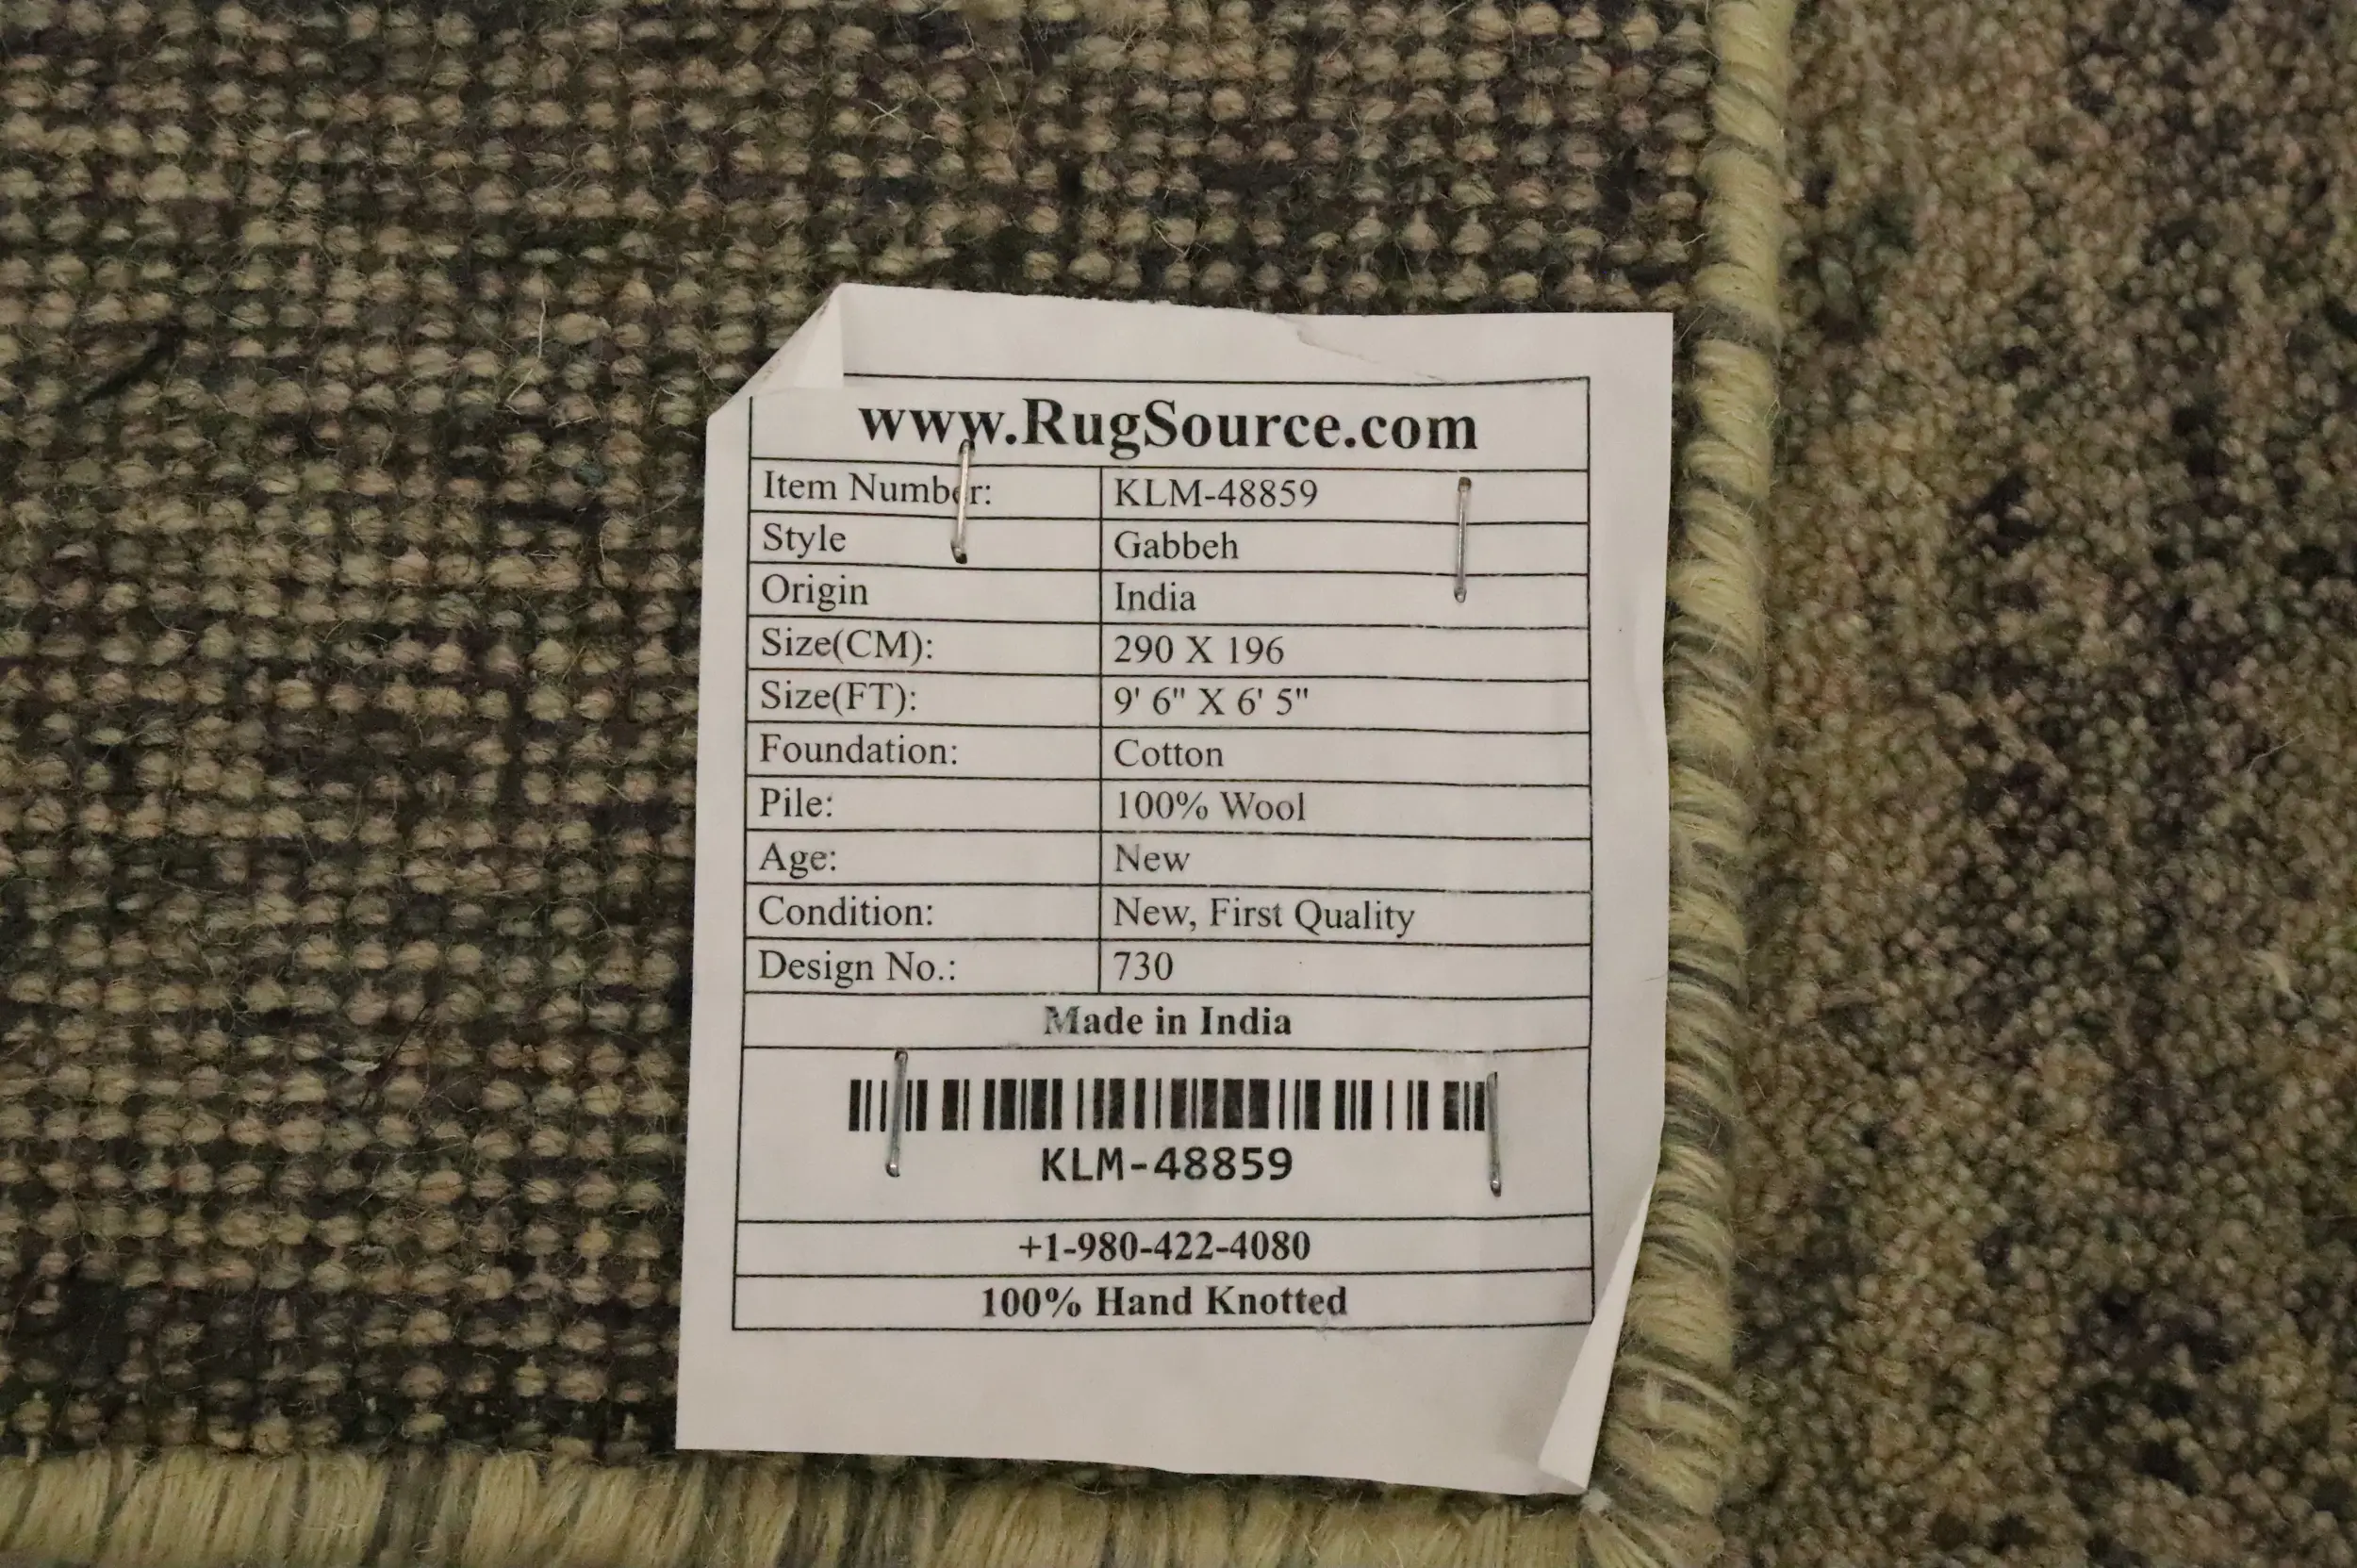 www.RugSource.com
Item Number: KLM-48859
Style Gabbeh
Origin India
Size(CM): 290 X 196
Size(FT): 9' 6" X 6' 5"
Foundation: Cotton
Pile: 100% Wool
Age: New
Condition: New, First Quality
Design No.: 730
Made in India
KLM-48859
+1-980-422-4080
100% Hand Knotted